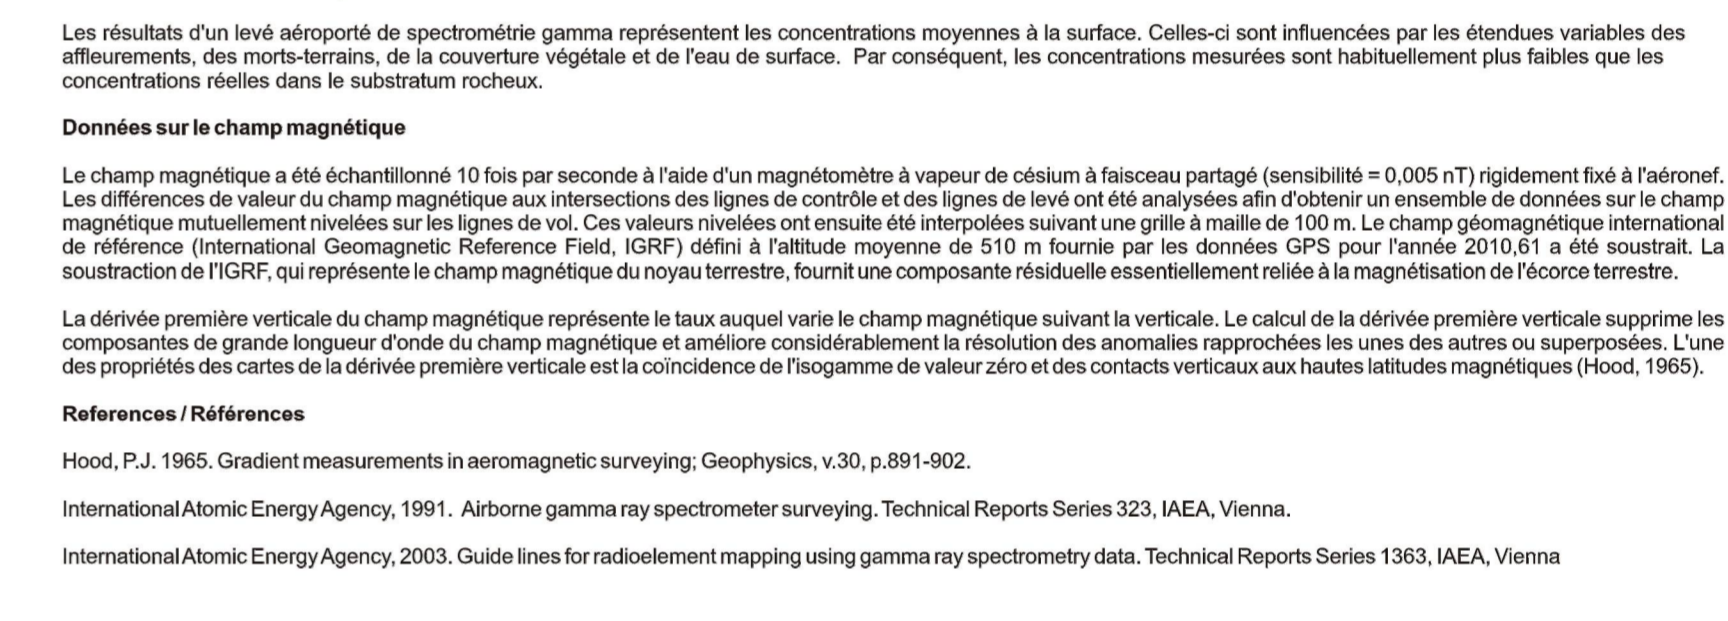 Les résultats d'un levé aéroporté de spectrométrie gamma représentent les concentrations moyennes à la surface. Celles-ci sont influencées par les étendues variables des
affleurements, des morts-terrains, de la couverture végétale et de l'eau de surface. Par conséquent, les concentrations mesurées sont habituellement plus faibles que les
concentrations réelles dans le substratum rocheux.
Données sur le champ magnétique
Le champ magnétique a été échantillonné 10 fois par seconde à l'aide d'un magnétomètre à vapeur de césium à faisceau partagé (sensibilité = 0,005 nT) rigidement fixé à l'aéronef.
Les différences de valeur du champ magnétique aux intersections des lignes de contrôle et des lignes de levé ont été analysées afin d'obtenir un ensemble de données sur le champ
magnétique mutuellement nivelées sur les lignes de vol. Ces valeurs nivelées ont ensuite été interpolées suivant une grille à maille de 100 m. Le champ géomagnétique international
de référence (International Geomagnetic Reference Field, IGRF) défini à l'altitude moyenne de 510 m fournie par les données GPS pour l'année 2010,61 a été soustrait. La
soustraction de l'IGRF, qui représente le champ magnétique du noyau terrestre, fournit une composante résiduelle essentiellement reliée à la magnétisation de l'écorce terrestre.
La dérivée première verticale du champ magnétique représente le taux auquel varie le champ magnétique suivant la verticale. Le calcul de la dérivée première verticale supprime les
composantes de grande longueur d'onde du champ magnétique et améliore considérablement la résolution des anomalies rapprochées les unes des autres ou superposées. L'une
des propriétés des cartes de la dérivée première verticale est la coïncidence de l'isogamme de valeur zéro et des contacts verticaux aux hautes latitudes magnétiques (Hood, 1965).
References / Références
Hood, P.J. 1965. Gradient measurements in aeromagnetic surveying; Geophysics, v.30, p.891-902.
International Atomic Energy Agency, 1991. Airborne gamma ray spectrometer surveying. Technical Reports Series 323, IAEA, Vienna.
International Atomic Energy Agency, 2003. Guide lines for radioelement mapping using gamma ray spectrometry data. Technical Reports Series 1363, IAEA, Vienna